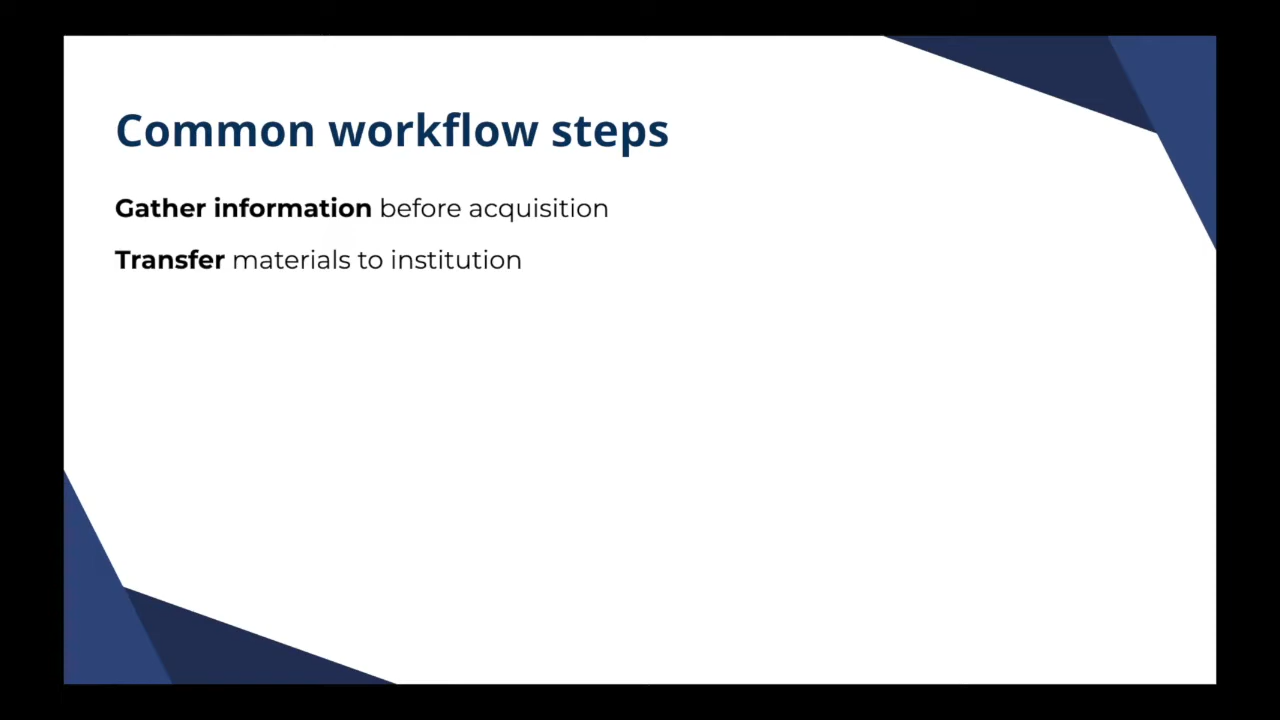 Common workflow steps
Gather information before acquisition
Transfer materials to institution